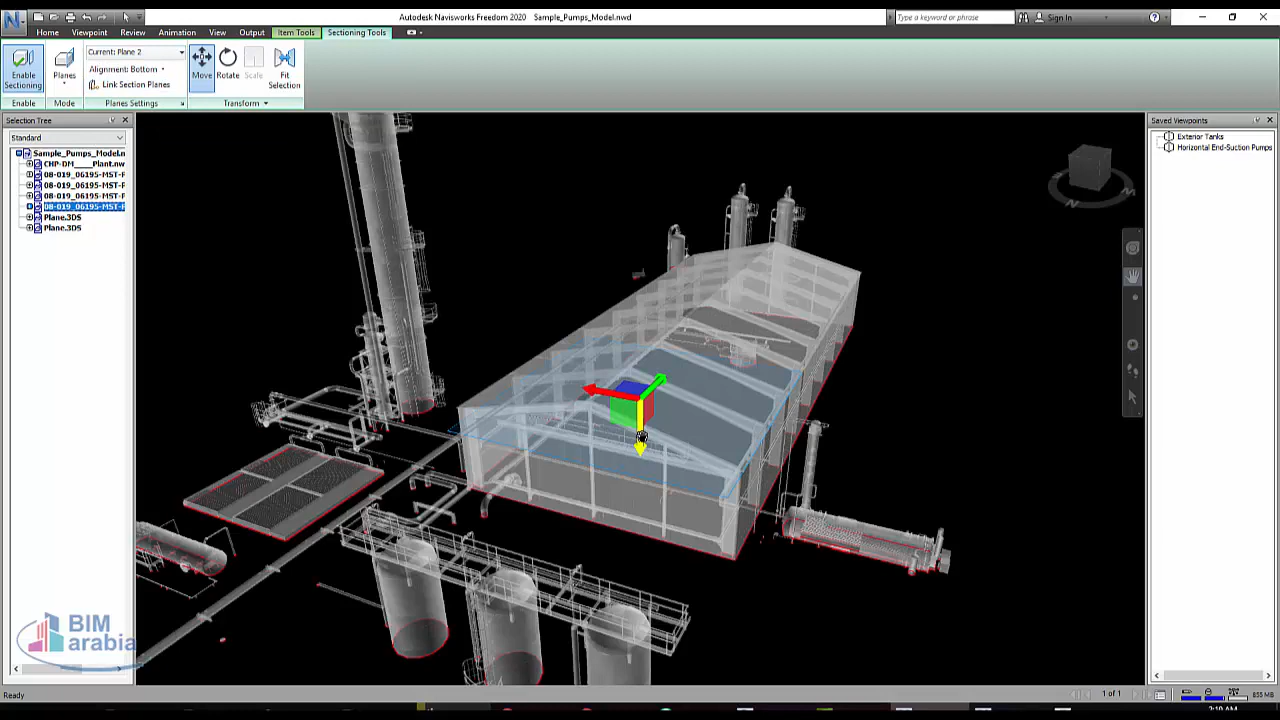 Autodesk Navisworks Freedom 2020 Sample_Pumps_Model.nwd
Type a keyword or phrase
Sign In
Home Viewpoint Review Animation View Output Item Tools Sectioning Tools
Enable Sectioning
Planes
Current: Plane 2
Alignment: Bottom
Link Section Planes
Move
Rotate
Scale
Fit Selection
Enable Mode Planes Settings Transform
Selection Tree
Standard
Sample_Pumps_Model.n
CHP-DM____Plant.nw
08-019_06195-MST-F
08-019_06195-MST-F
08-019_06195-MST-F
08-019_06195-MST-F
Plane.3DS
Plane.3DS
Saved Viewpoints
Exterior Tanks
Horizontal End-Suction Pumps
BIM
arabia
Ready
1 of 1
855 MB